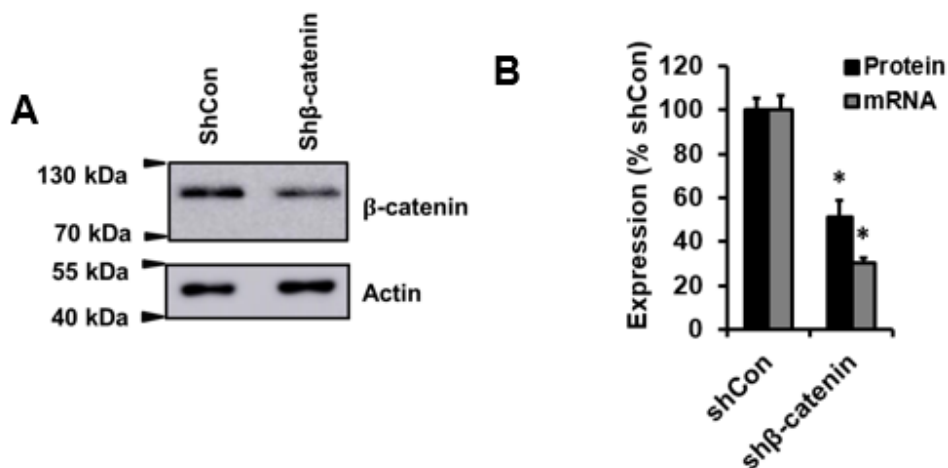 A
ShCon
Shβ-catenin
130 kDa
70 kDa
β-catenin
55 kDa
40 kDa
Actin
B
Expression (% shCon)
120
100
80
60
40
20
0
Protein
mRNA
*
*
shCon
shβ-catenin